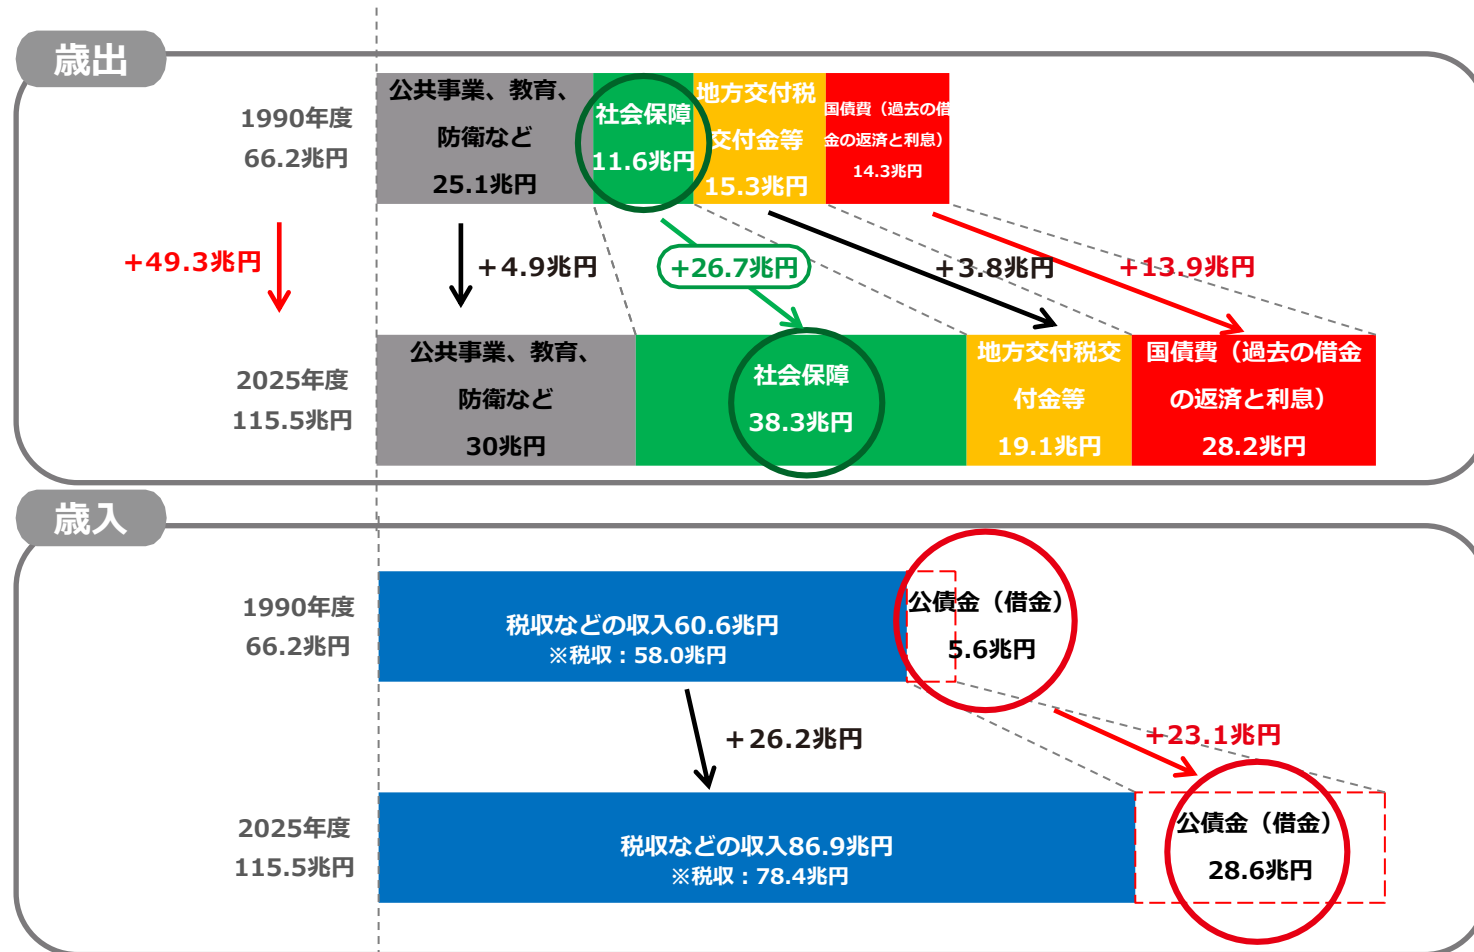 歳出
1990年度
66.2兆円
公共事業、教育、
防衛など
25.1兆円
社会保障
11.6兆円
地方交付税
交付金等
15.3兆円
国債費（過去の借
金の返済と利息）
14.3兆円
+49.3兆円
+4.9兆円
+26.7兆円
+3.8兆円
+13.9兆円
2025年度
115.5兆円
公共事業、教育、
防衛など
30兆円
社会保障
38.3兆円
地方交付税交
付金等
19.1兆円
国債費（過去の借金
の返済と利息）
28.2兆円
歳入
1990年度
66.2兆円
税収などの収入60.6兆円
※税収：58.0兆円
公債金（借金）
5.6兆円
＋26.2兆円
+23.1兆円
2025年度
115.5兆円
税収などの収入86.9兆円
※税収：78.4兆円
公債金（借金）
28.6兆円